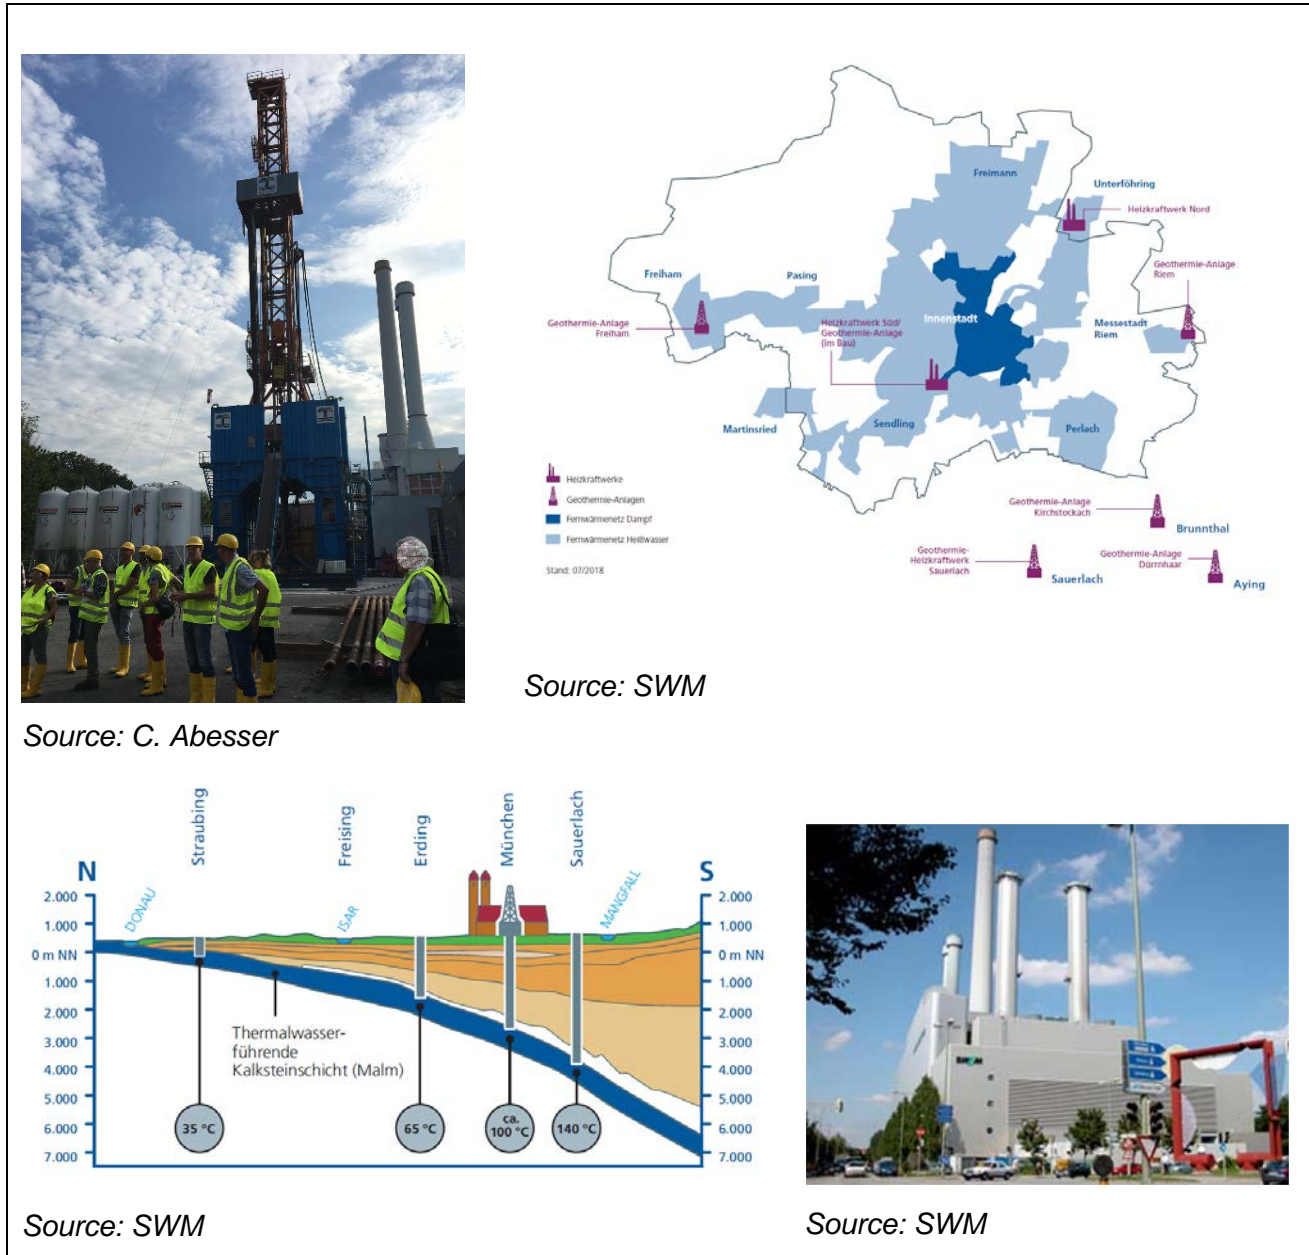 Freimann
Unterföhring
Heizkraftwerk Nord
Geothermie-Anlage
Riem
Freiham
Pasing
Geothermie-Anlage
Freiham
Heizkraftwerk Süd/
Geothermie-Anlage
(im Bau)
Innenstadt
Messestadt
Riem
Martinsried
Sendling
Perlach
Heizkraftwerke
Geothermie-Anlagen
Fernwärmenetz Dampf
Fernwärmenetz Heißwasser
Stand: 07/2018
Geothermie-Anlage
Kirchstockach
Brunnthal
Geothermie-
Heizkraftwerk
Sauerlach
Sauerlach
Geothermie-Anlage
Dürrnhaar
Aying
Source: SWM
Source: C. Abesser
Straubing
Freising
Erding
München
Sauerlach
N
S
DONAU
ISAR
MANGFALL
2.000
1.000
0 m NN
1.000
2.000
3.000
4.000
5.000
6.000
7.000
2.000
1.000
0 m NN
1.000
2.000
3.000
4.000
5.000
6.000
7.000
Thermalwasser-
führende
Kalksteinschicht (Malm)
35 °C
65 °C
ca.
100 °C
140 °C
Source: SWM
Source: SWM